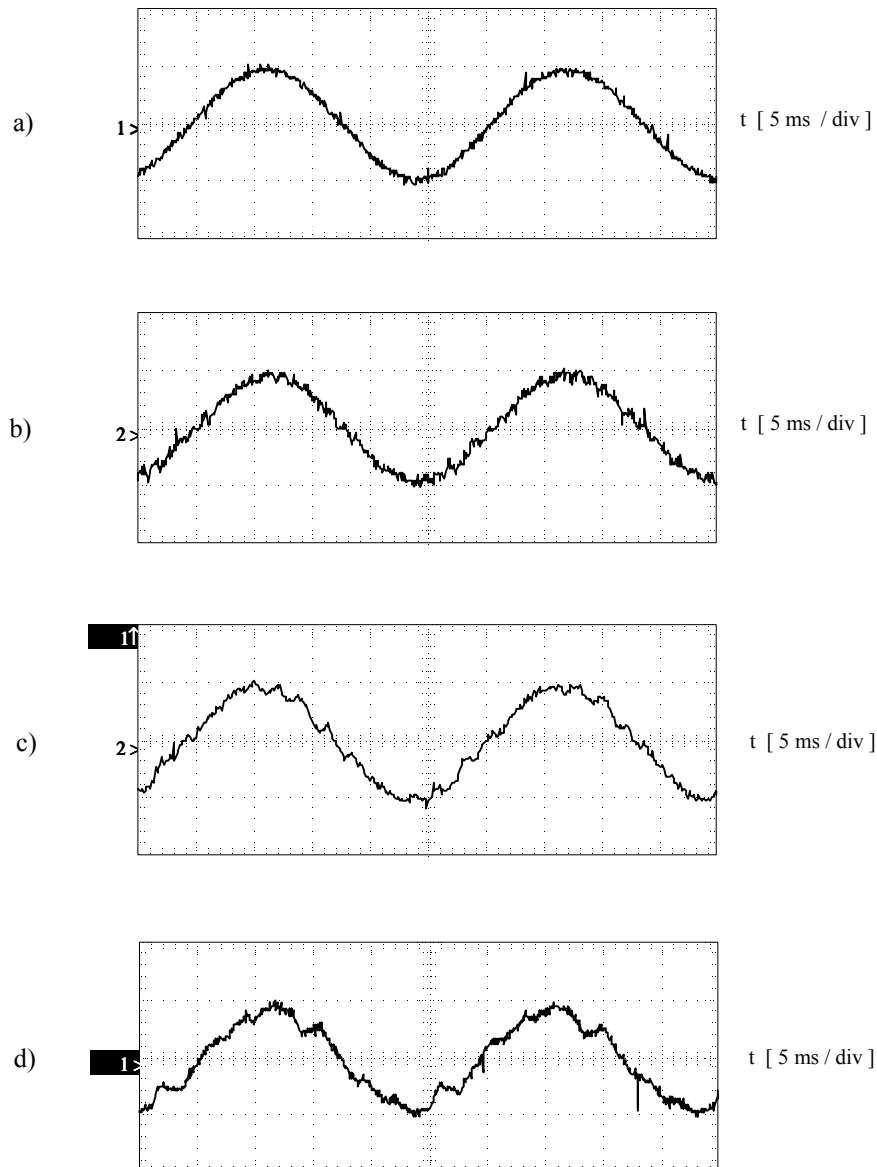 a)
1>
t [ 5 ms / div ]
b)
2>
t [ 5 ms / div ]
1↑
c)
2>
t [ 5 ms / div ]
d)
1>
t [ 5 ms / div ]